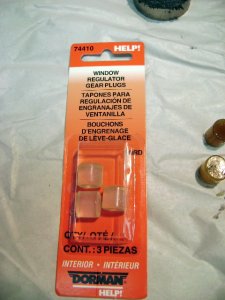 74410
HELP!
WINDOW
REGULATOR
GEAR PLUGS
TAPONES PARA
REGULACION DE
ENGRANAJES DE
VENTANILLA
BOUCHONS
D'ENGRENAGE
DE LÈVE-GLACE
CONT.: 3 PIEZAS
INTERIOR • INTÉRIEUR
DORMAN®
HELP!